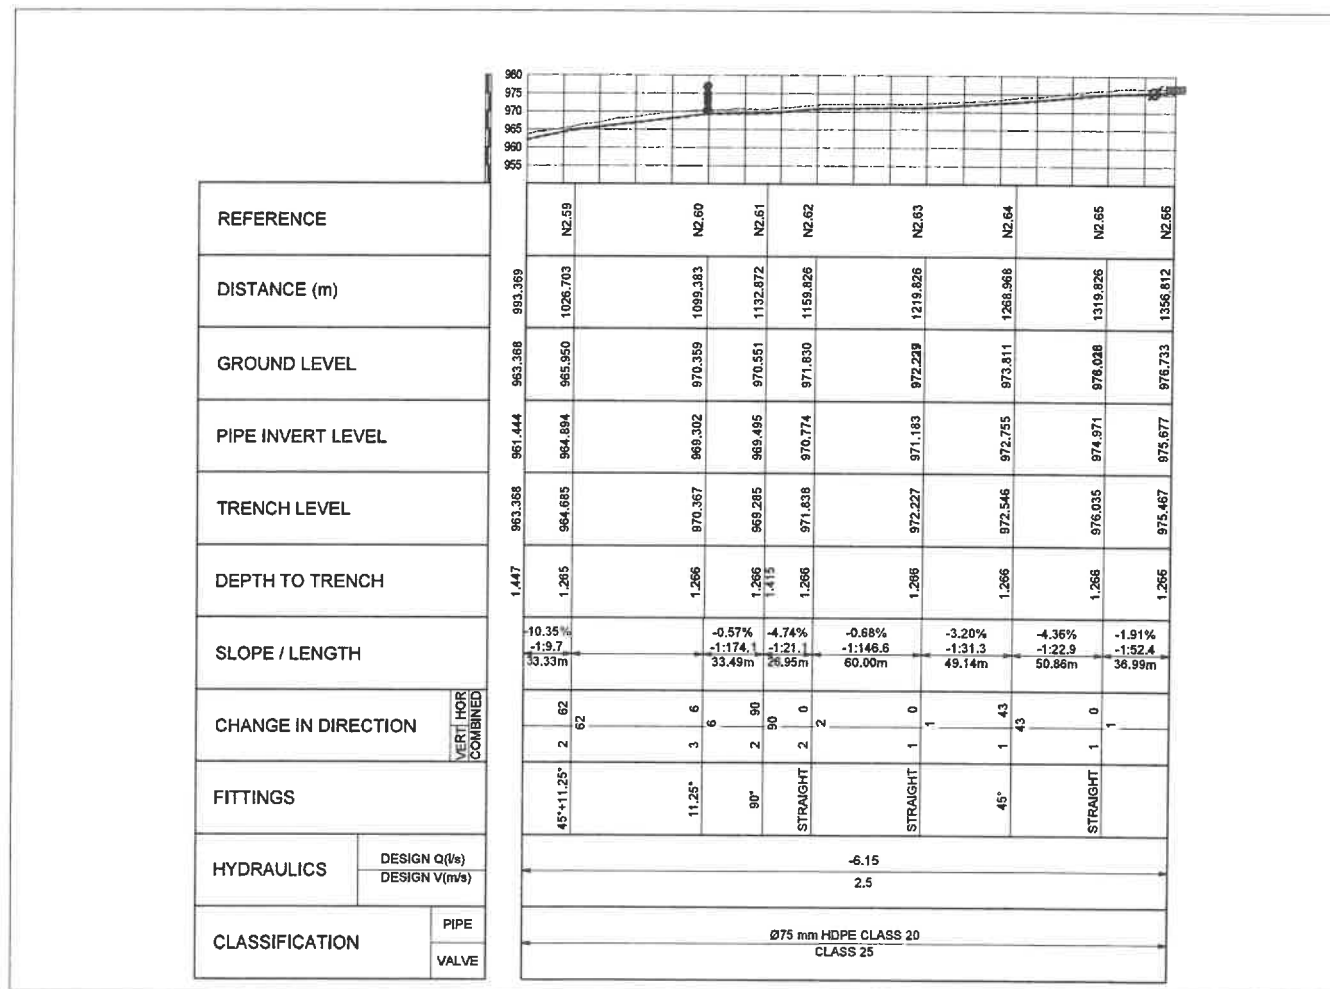 980
975
970
965
960
955
REFERENCE
N2.59
N2.60
N2.61
N2.62
N2.63
N2.64
N2.65
N2.66
DISTANCE (m)
993.369
1026.703
1099.383
1132.872
1159.826
1219.826
1268.968
1319.826
1356.812
GROUND LEVEL
963.368
965.950
970.359
970.551
971.830
973.811
976.733
PIPE INVERT LEVEL
961.444
964.894
969.302
969.495
970.774
971.183
972.755
974.971
975.677
TRENCH LEVEL
963.368
964.685
970.367
969.285
971.838
972.227
972.546
976.035
975.467
DEPTH TO TRENCH
1.447
1.265
1.266
1.266
1.415
1.266
1.266
1.266
1.266
1.266
SLOPE / LENGTH
-10.35%
-1:9.7
33.33m
-0.57%
-1:174.1
33.49m
-4.74%
-1:21.1
26.95m
-0.68%
-1:146.6
60.00m
-3.20%
-1:31.3
49.14m
-4.36%
-1:22.9
50.86m
-1.91%
-1:52.4
36.99m
CHANGE IN DIRECTION
VERT HOR
COMBINED
62
2
62
6
3
6
90
2
90
0
2
2
0
1
1
43
1
43
0
1
1
FITTINGS
45°+11.25°
11.25°
90°
STRAIGHT
STRAIGHT
45°
STRAIGHT
HYDRAULICS
DESIGN Q(l/s)
DESIGN V(m/s)
-6.15
2.5
CLASSIFICATION
PIPE
VALVE
Ø75 mm HDPE CLASS 20
CLASS 25